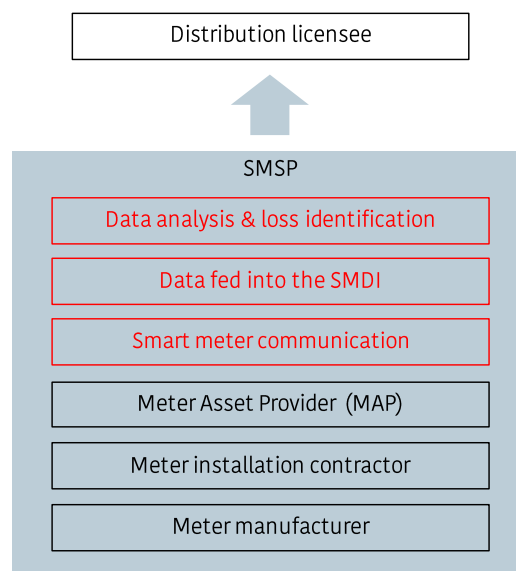 Distribution licensee
SMSP
Data analysis & loss identification
Data fed into the SMDI
Smart meter communication
Meter Asset Provider (MAP)
Meter installation contractor
Meter manufacturer